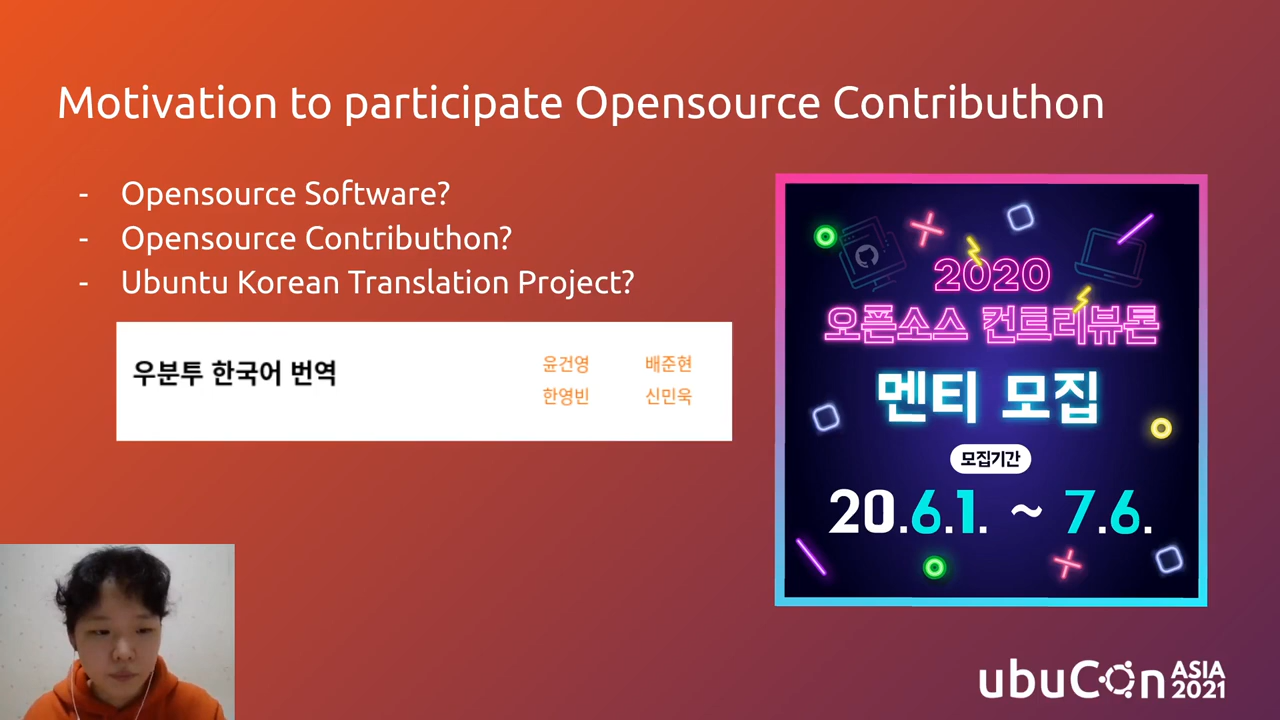 Motivation to participate Opensource Contributhon
- Opensource Software?
- Opensource Contributhon?
- Ubuntu Korean Translation Project?
우분투 한국어 번역
윤건영 배준현
한영빈 신민욱
2020
오픈소스 컨트리뷰톤
멘티 모집
모집기간
20.6.1. ~ 7.6.
ubuCon ASIA 2021